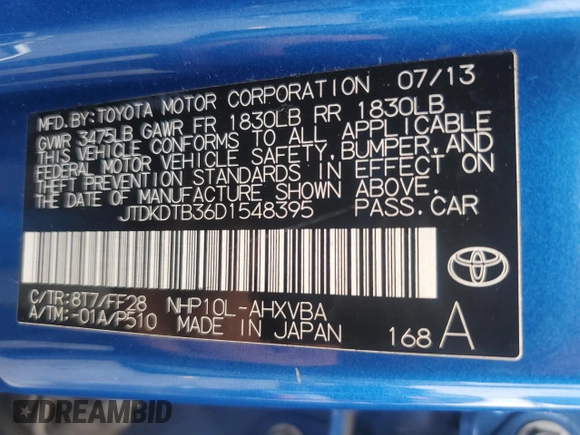 MFD. BY: TOYOTA MOTOR CORPORATION 07/13
GVWR 3475LB GAWR FR 1830LB RR 1830LB
THIS VEHICLE CONFORMS TO ALL APPLICABLE
FEDERAL MOTOR VEHICLE SAFETY, BUMPER, AND
THEFT PREVENTION STANDARDS IN EFFECT ON
THE DATE OF MANUFACTURE SHOWN ABOVE.
JTDKDTB36D1548395 PASS. CAR
C/TR:8T7/FF28 NHP10L-AHXVBA
A/TM:-01A/P510 MADE IN JAPAN 168 A
DREAMBID